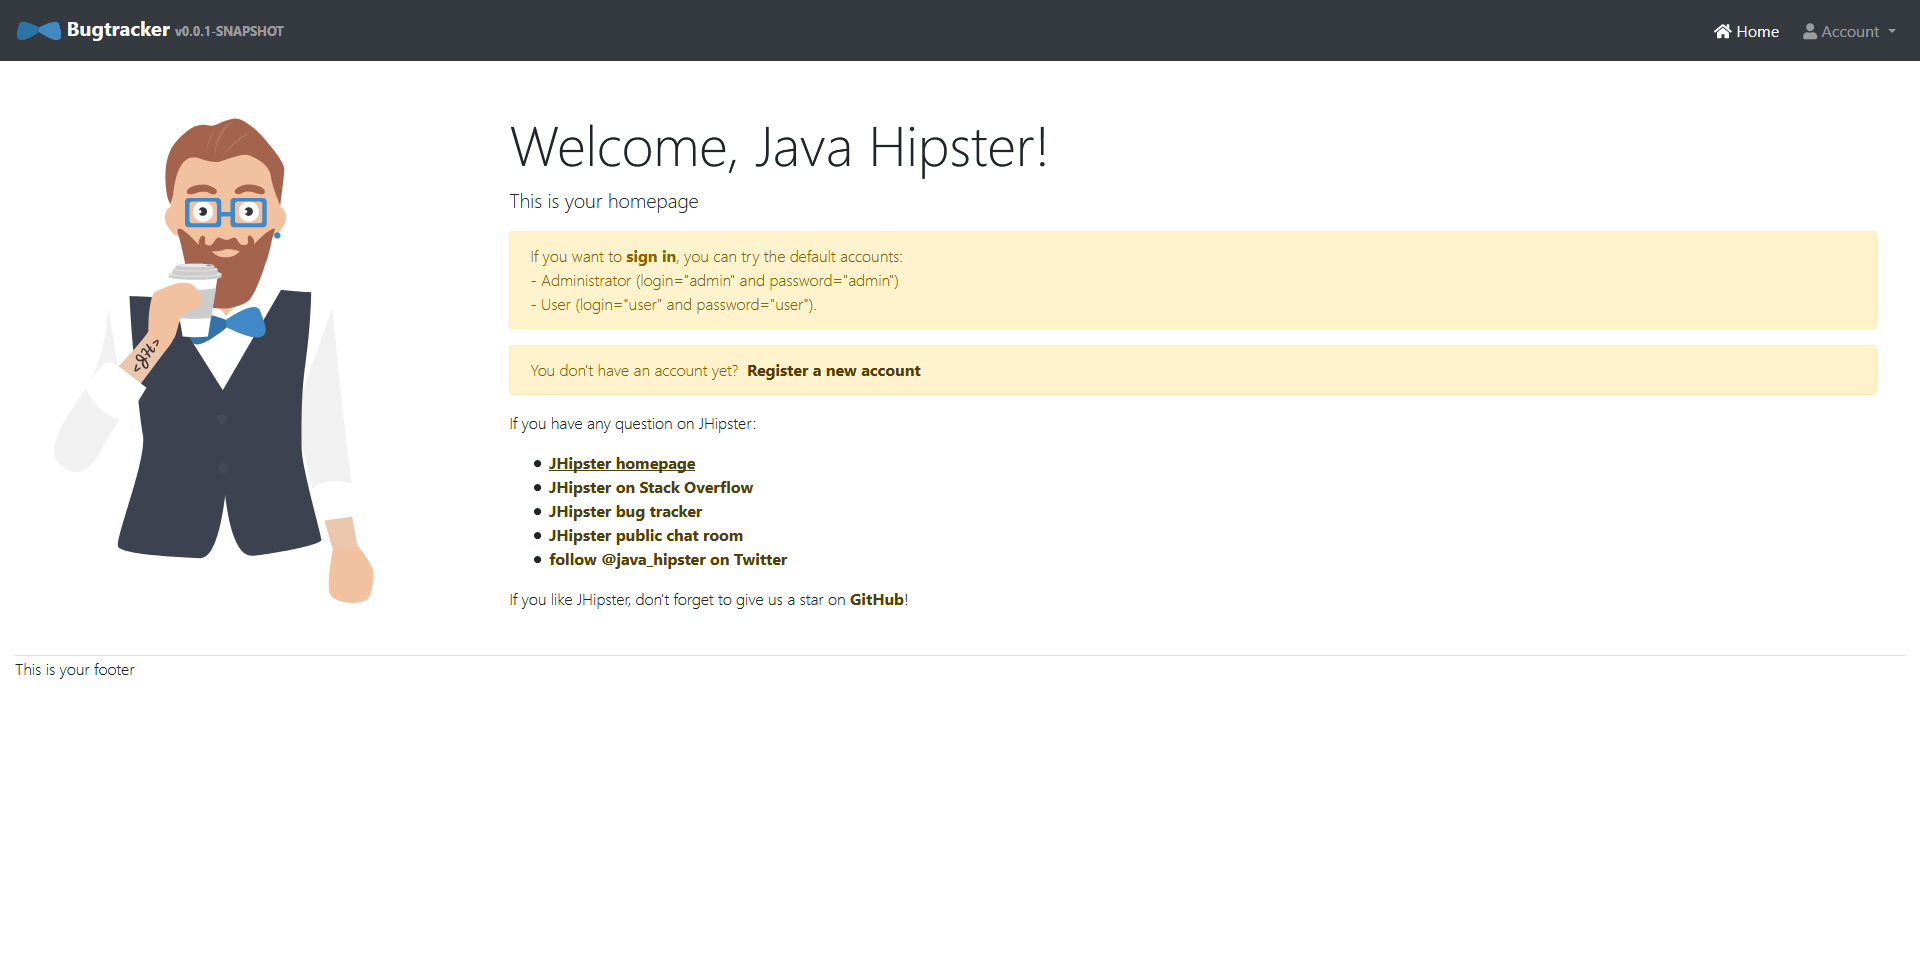 Bugtracker v0.0.1-SNAPSHOT
Home
Account
Welcome, Java Hipster!
This is your homepage
If you want to sign in, you can try the default accounts:
- Administrator (login="admin" and password="admin")
- User (login="user" and password="user").
You don't have an account yet? Register a new account
<JH>
If you have any question on JHipster:
JHipster homepage
JHipster on Stack Overflow
JHipster bug tracker
JHipster public chat room
follow @java_hipster on Twitter
If you like JHipster, don't forget to give us a star on GitHub!
This is your footer